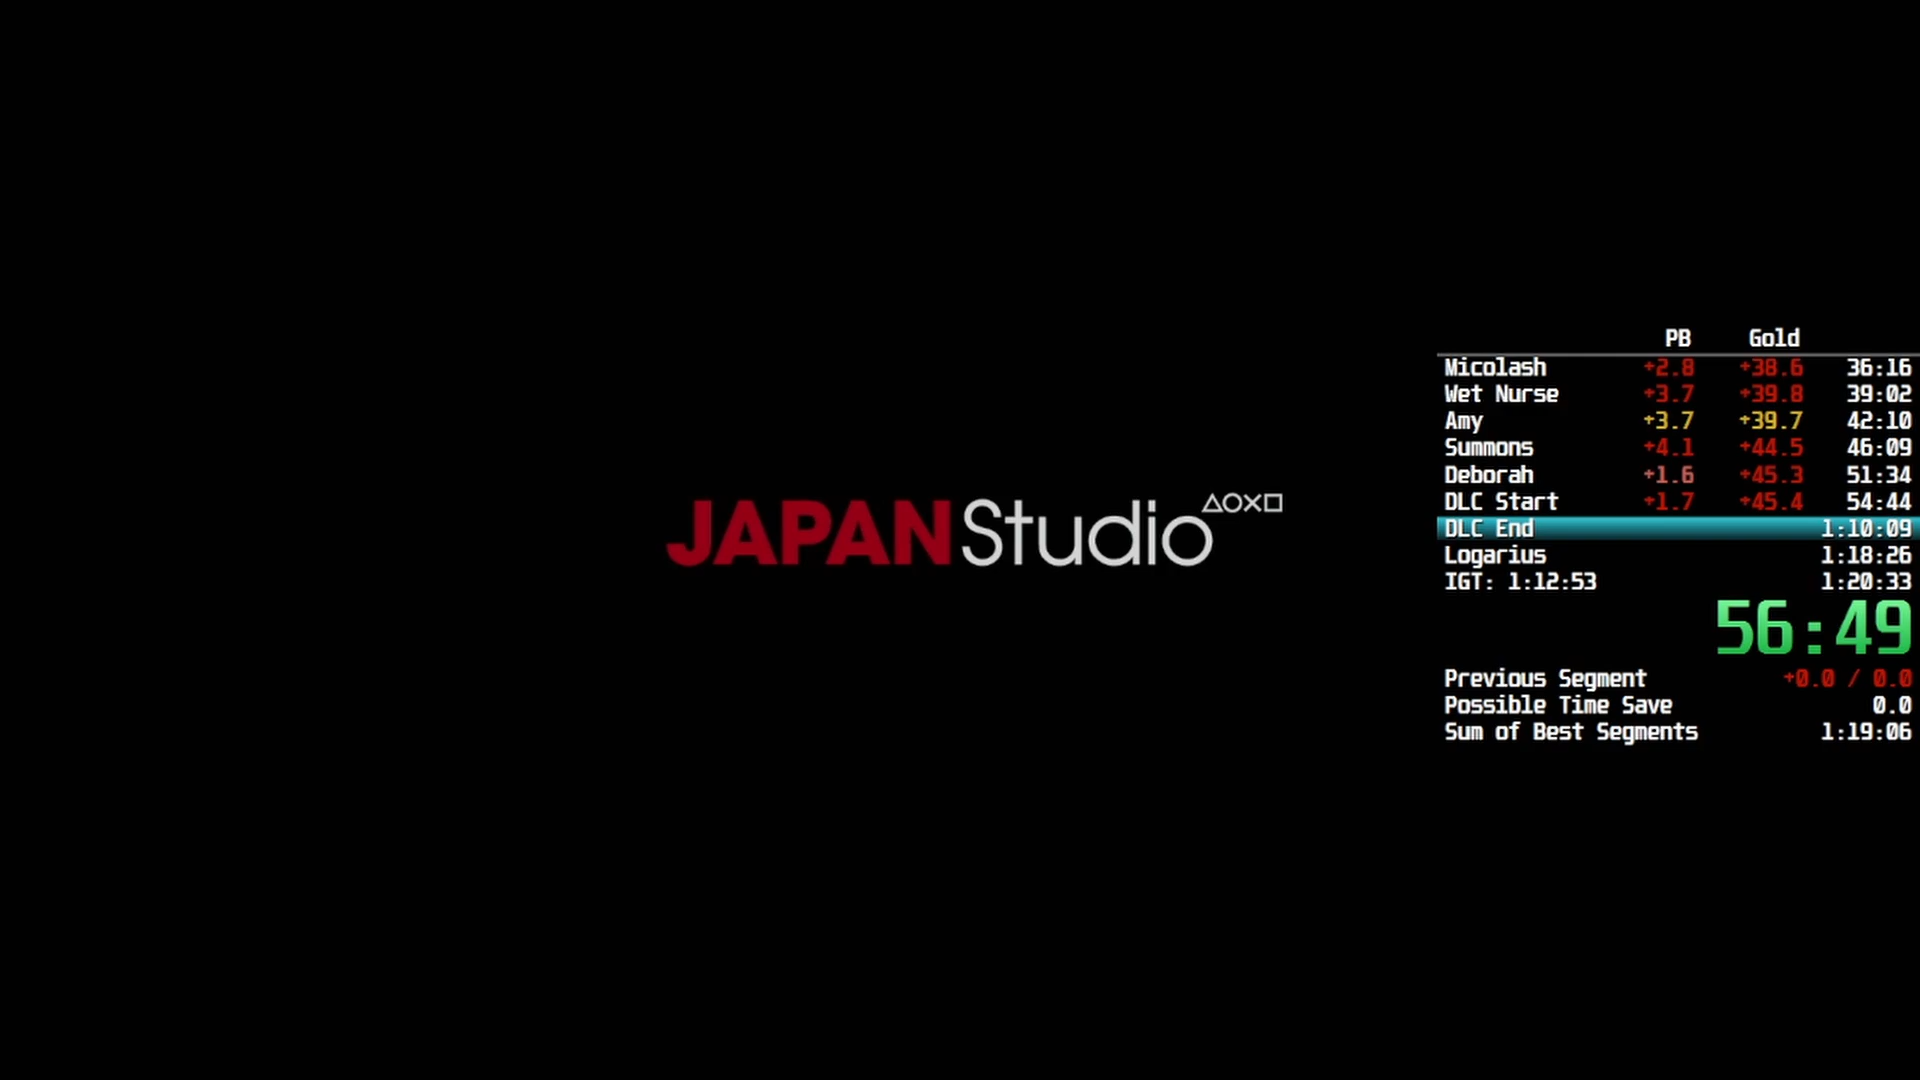 JAPAN Studio
PB Gold
Micolash +2.8 +38.6 36:16
Wet Nurse +3.7 +39.8 39:02
Amy +3.7 +39.7 42:10
Summons +4.1 +44.5 46:09
Deborah +1.6 +45.3 51:34
DLC Start +1.7 +45.4 54:44
DLC End 1:10:09
Logarius 1:18:26
IGT: 1:12:53 1:20:33
56:49
Previous Segment +0.0 / 0.0
Possible Time Save 0.0
Sum of Best Segments 1:19:06